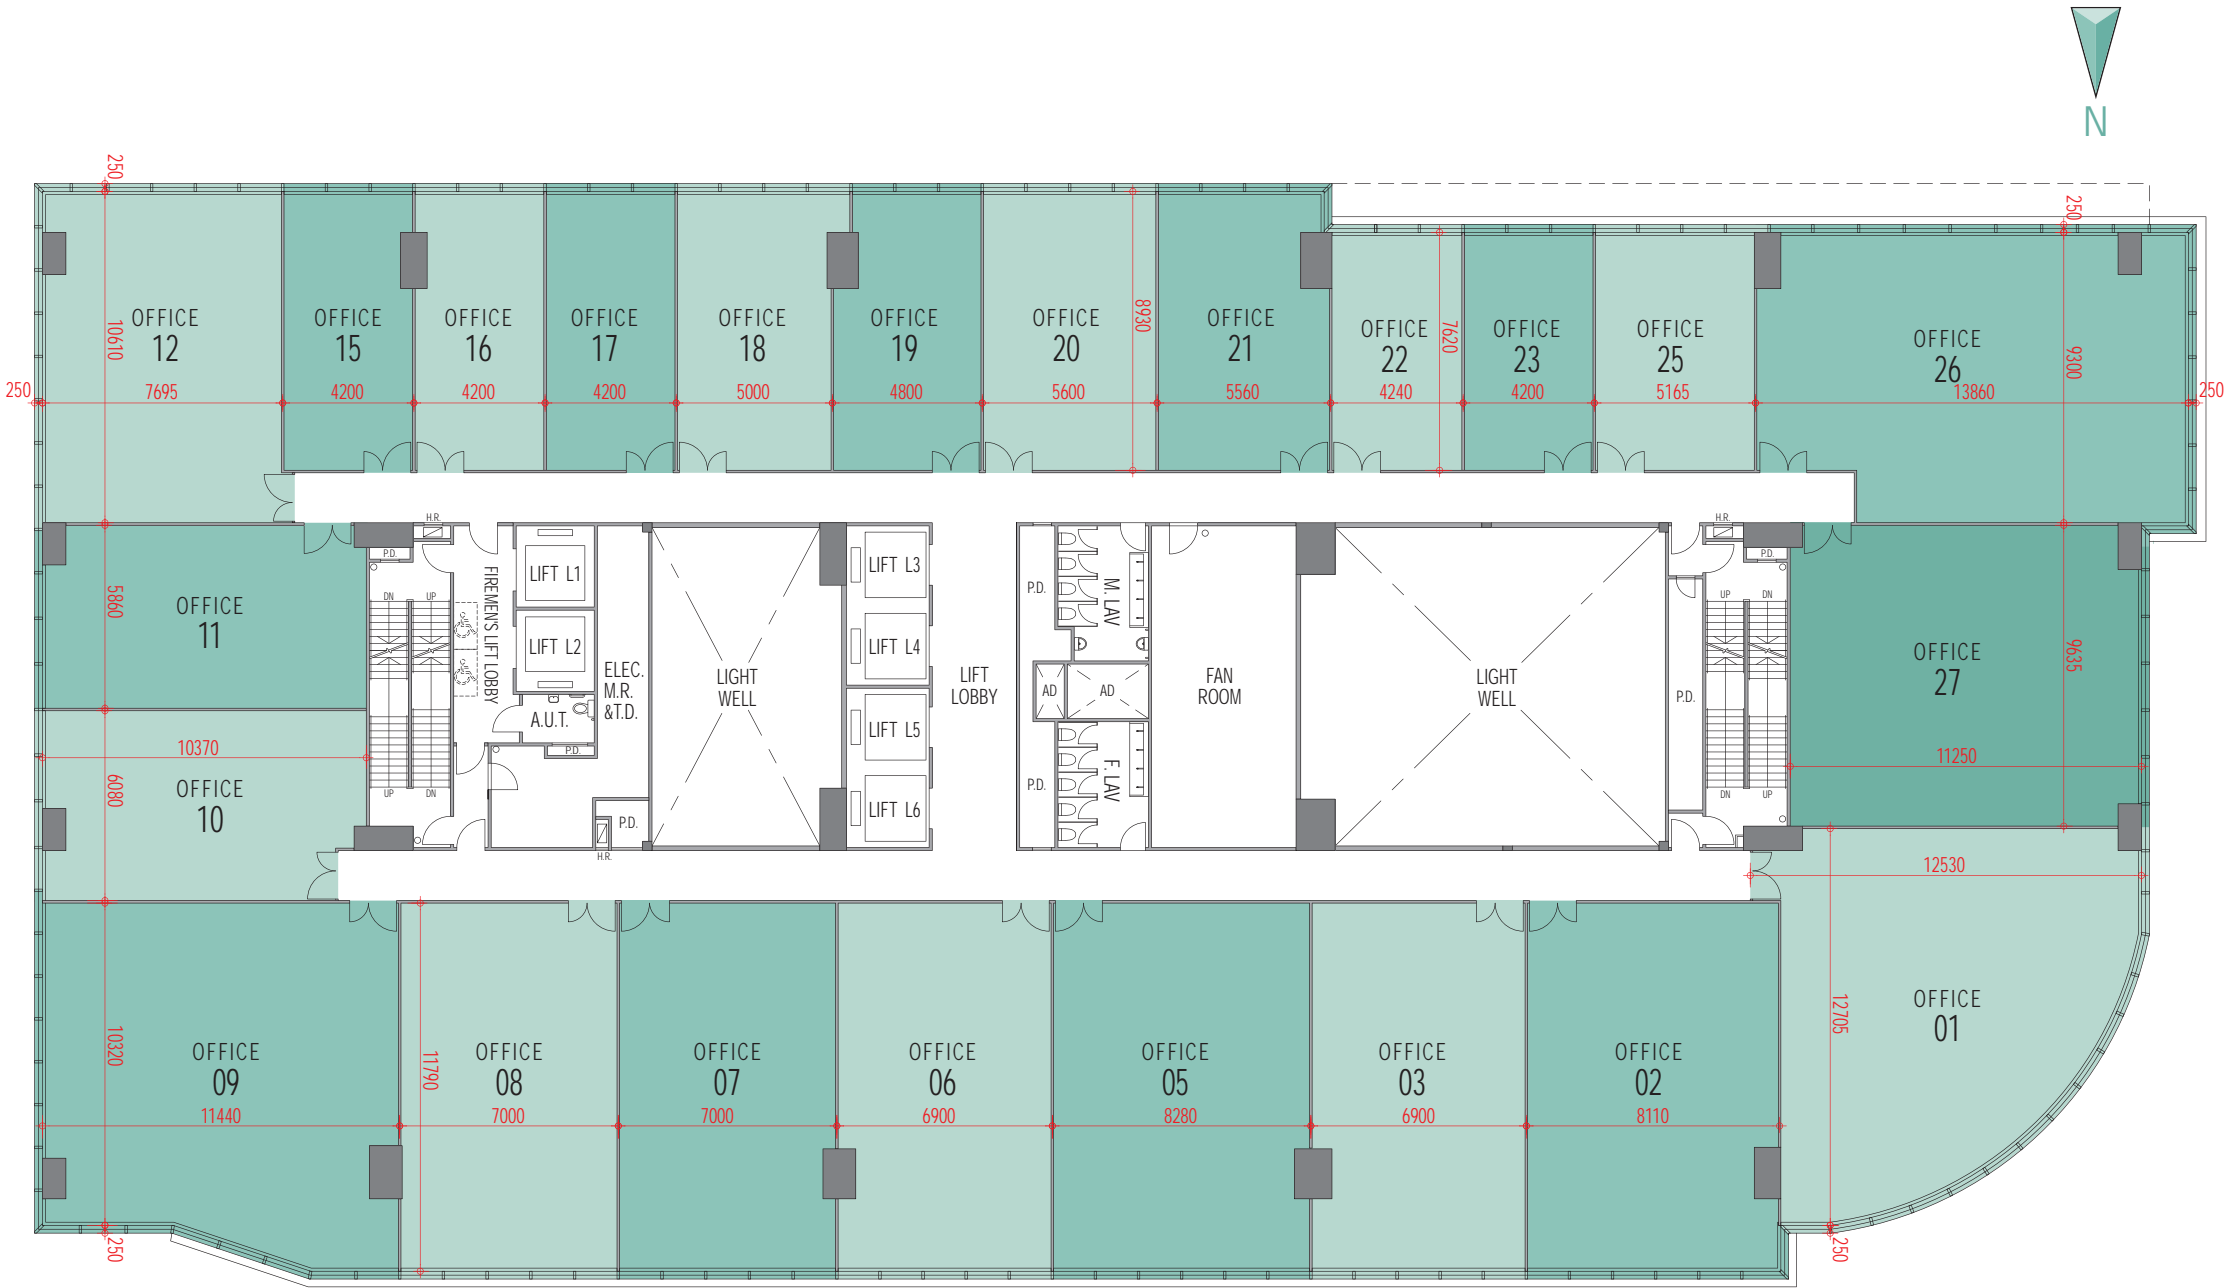 N
250
250
OFFICE
12
OFFICE
15
OFFICE
16
OFFICE
17
OFFICE
18
OFFICE
19
OFFICE
20
OFFICE
21
OFFICE
22
OFFICE
23
OFFICE
25
OFFICE
26
10610
8930
7620
9300
250
7695
4200
4200
4200
5000
4800
5600
5560
4240
4200
5165
13860
250
H.R.
H.R.
P.D.
P.D.
OFFICE
11
5860
DN
UP
FIREMEN'S LIFT LOBBY
LIFT L1
LIFT L2
ELEC.
M.R.
&T.D.
A.U.T.
P.D.
LIGHT
WELL
LIFT L3
LIFT L4
LIFT L5
LIFT L6
LIFT
LOBBY
P.D.
M. LAV
AD
AD
P.D.
F. LAV
FAN
ROOM
LIGHT
WELL
P.D.
UP
DN
OFFICE
27
9635
11250
10370
OFFICE
10
6080
UP
DN
P.D.
H.R.
DN
UP
12530
OFFICE
01
12705
250
OFFICE
09
10320
11440
250
OFFICE
08
11790
7000
OFFICE
07
7000
OFFICE
06
6900
OFFICE
05
8280
OFFICE
03
6900
OFFICE
02
8110